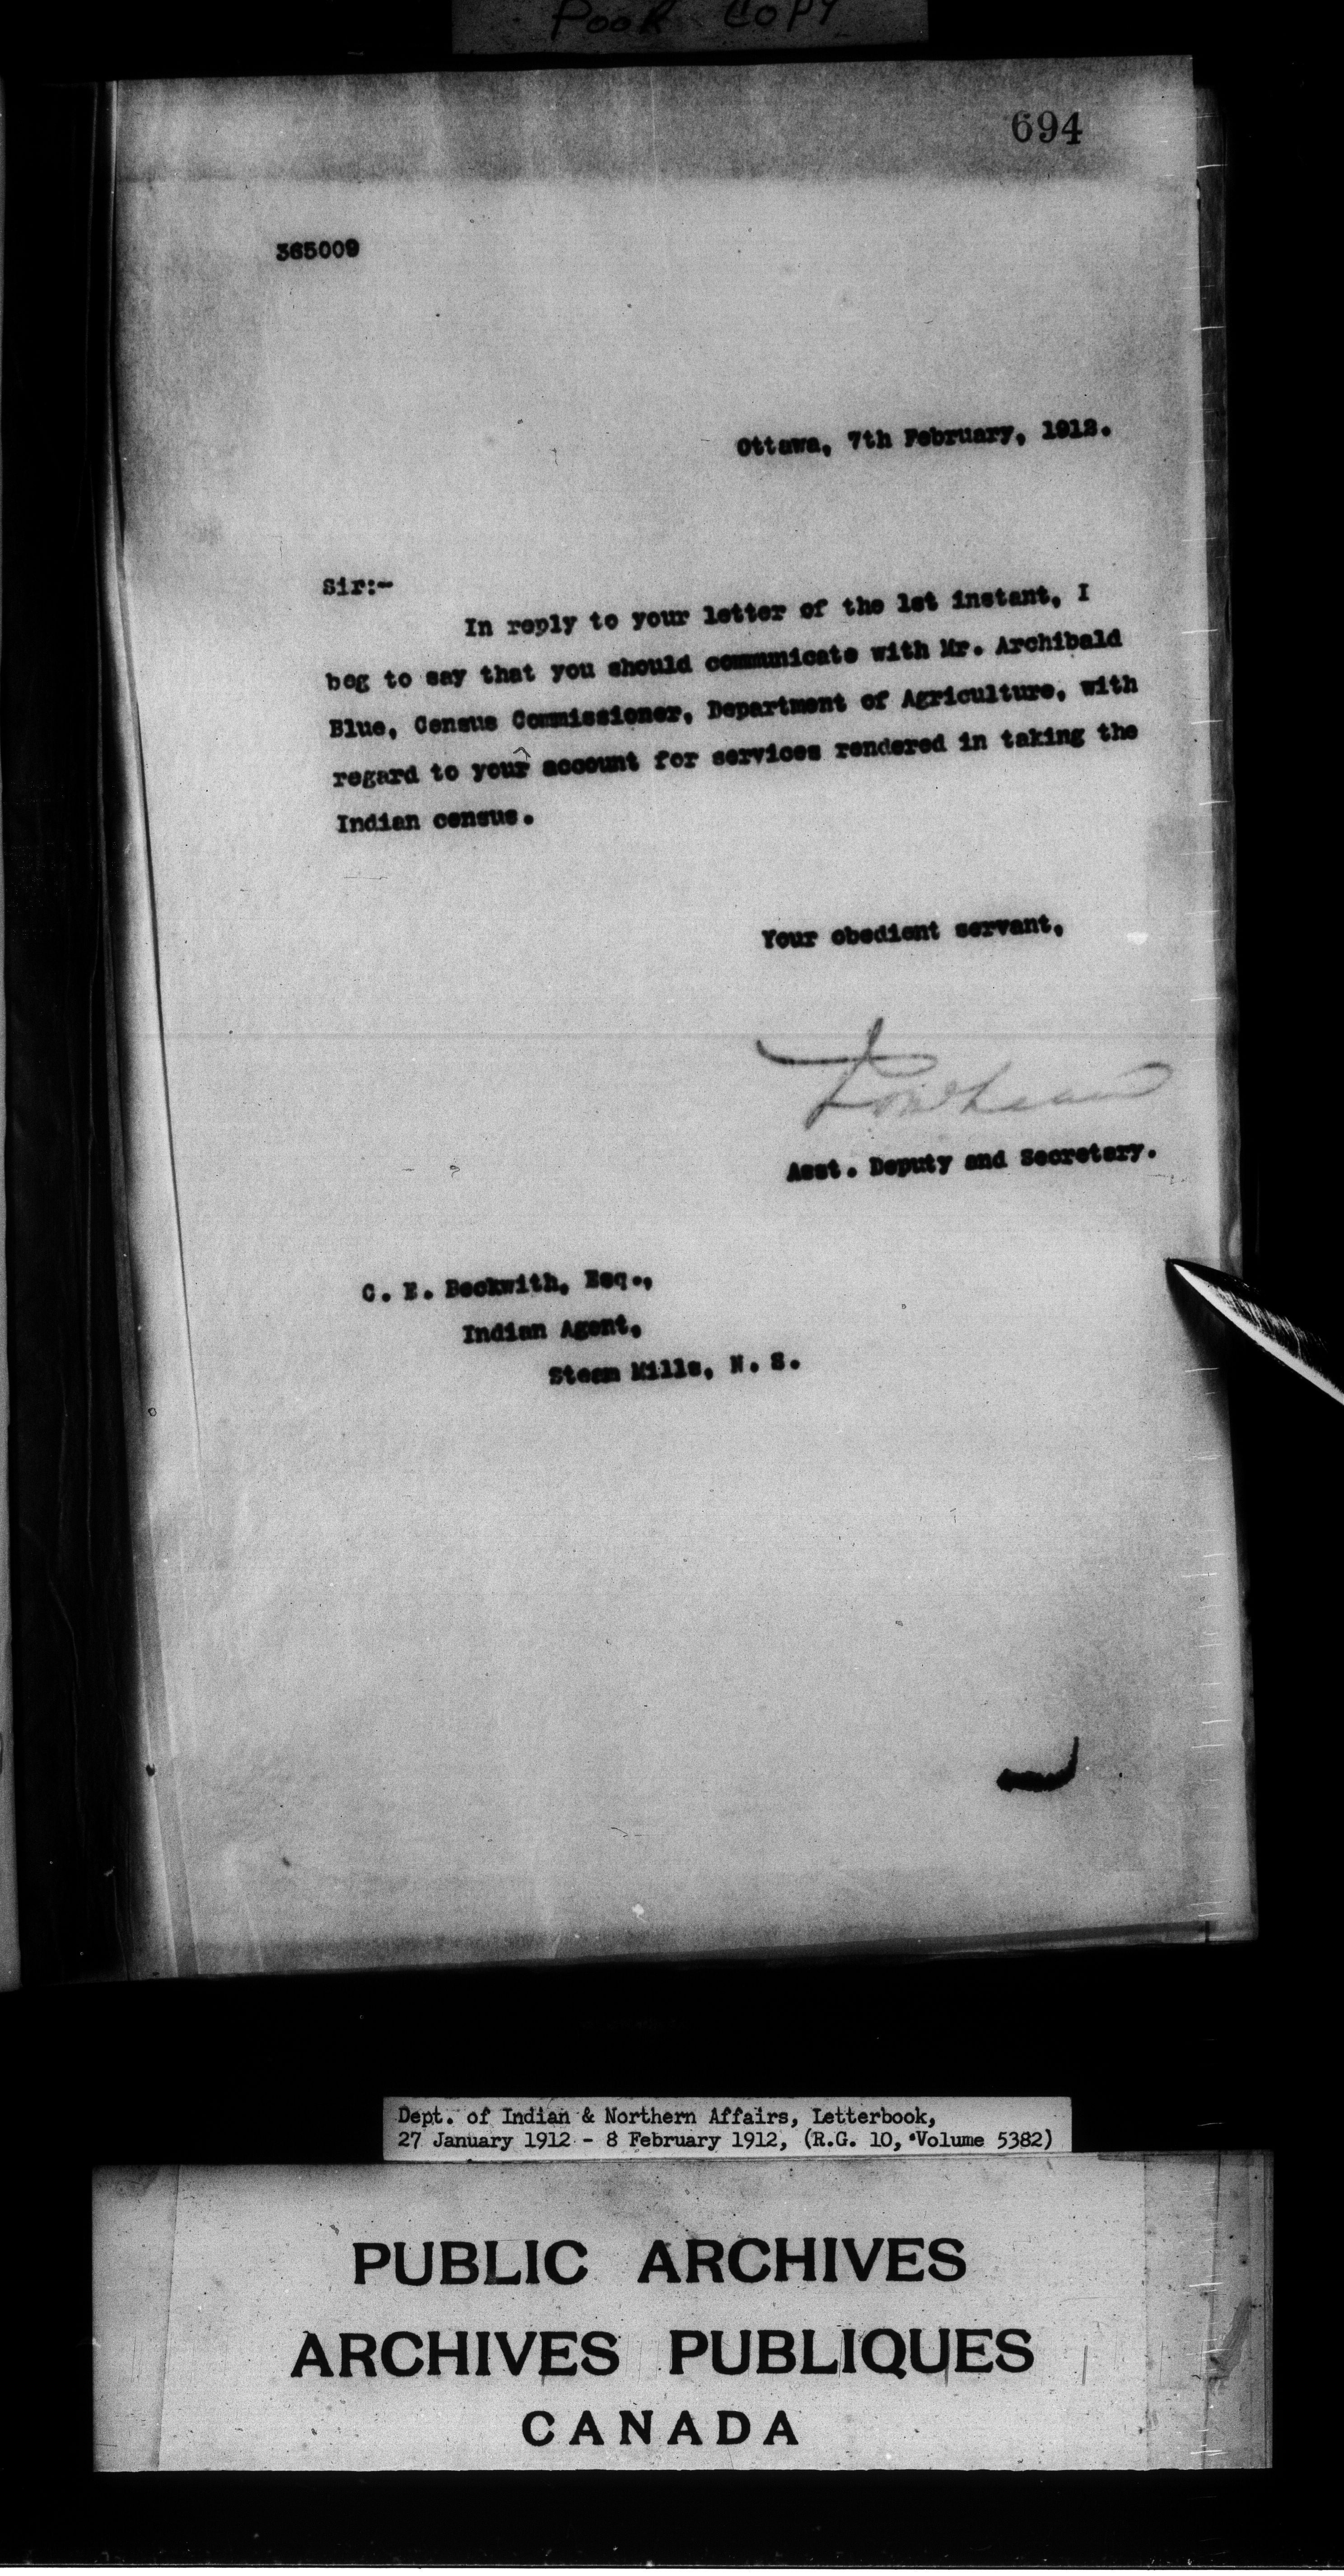 POOR COPY
694
365009
Ottawa, 7th February, 1912.
Sir:-
In reply to your letter of the 1st instant, I
beg to say that you should communicate with Mr. Archibald
Blue, Census Commissioner, Department of Agriculture, with
regard to your account for services rendered in taking the
Indian census.
Your obedient servant,
Asst. Deputy and Secretary.
C. E. Beckwith, Esq.,
Indian Agent,
Steam Mills, N. S.
Dept. of Indian & Northern Affairs, Letterbook,
27 January 1912 - 8 February 1912, (R.G. 10, Volume 5382)
PUBLIC ARCHIVES
ARCHIVES PUBLIQUES
CANADA